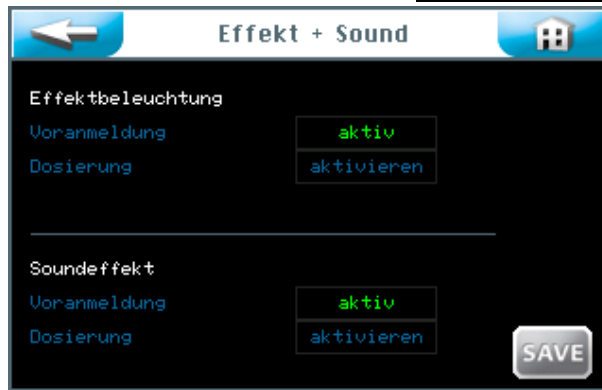 Effekt + Sound
Effektbeleuchtung
Voranmeldung aktiv
Dosierung aktivieren
Soundeffekt
Voranmeldung aktiv
Dosierung aktivieren
SAVE